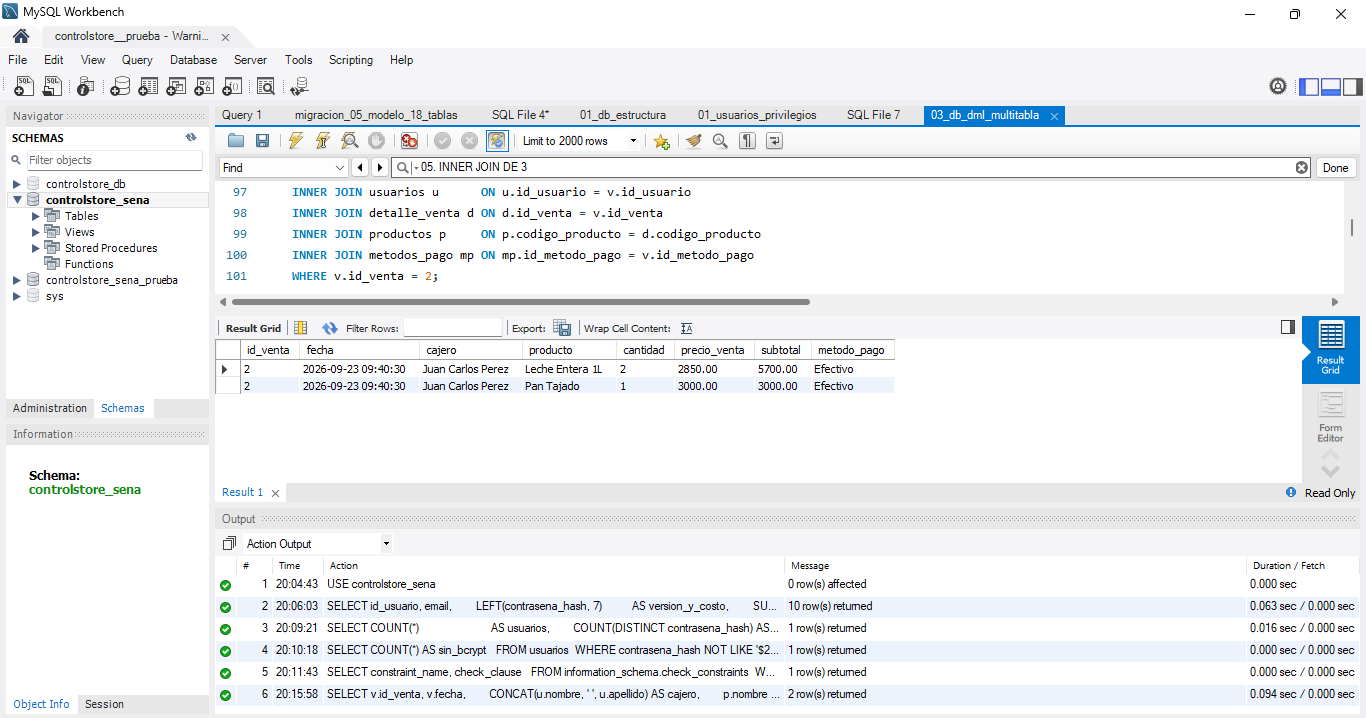 MySQL Workbench
controlstore__prueba - Warni...
File Edit View Query Database Server Tools Scripting Help
Navigator
SCHEMAS
Filter objects
controlstore_db
controlstore_sena
Tables
Views
Stored Procedures
Functions
controlstore_sena_prueba
sys
Administration Schemas
Information
Schema:
controlstore_sena
Object Info Session
Query 1 migracion_05_modelo_18_tablas SQL File 4* 01_db_estructura 01_usuarios_privilegios SQL File 7 03_db_dml_multitabla
Limit to 2000 rows
Find 05. INNER JOIN DE 3 Done
97 INNER JOIN usuarios u ON u.id_usuario = v.id_usuario
98 INNER JOIN detalle_venta d ON d.id_venta = v.id_venta
99 INNER JOIN productos p ON p.codigo_producto = d.codigo_producto
100 INNER JOIN metodos_pago mp ON mp.id_metodo_pago = v.id_metodo_pago
101 WHERE v.id_venta = 2;
Result Grid Filter Rows: Export: Wrap Cell Content:
id_venta fecha cajero producto cantidad precio_venta subtotal metodo_pago
2 2026-09-23 09:40:30 Juan Carlos Perez Leche Entera 1L 2 2850.00 5700.00 Efectivo
2 2026-09-23 09:40:30 Juan Carlos Perez Pan Tajado 1 3000.00 3000.00 Efectivo
Result Grid
Form Editor
Result 1 Read Only
Output
Action Output
# Time Action Message Duration / Fetch
1 20:04:43 USE controlstore_sena 0 row(s) affected 0.000 sec
2 20:06:03 SELECT id_usuario, email, LEFT(contrasena_hash, 7) AS version_y_costo, SU... 10 row(s) returned 0.063 sec / 0.000 sec
3 20:09:21 SELECT COUNT(*) AS usuarios, COUNT(DISTINCT contrasena_hash) AS... 1 row(s) returned 0.016 sec / 0.000 sec
4 20:10:18 SELECT COUNT(*) AS sin_bcrypt FROM usuarios WHERE contrasena_hash NOT LIKE '$2... 1 row(s) returned 0.000 sec / 0.000 sec
5 20:11:43 SELECT constraint_name, check_clause FROM information_schema.check_constraints W... 1 row(s) returned 0.000 sec / 0.000 sec
6 20:15:58 SELECT v.id_venta, v.fecha, CONCAT(u.nombre, ' ', u.apellido) AS cajero, p.nombre ... 2 row(s) returned 0.094 sec / 0.000 sec